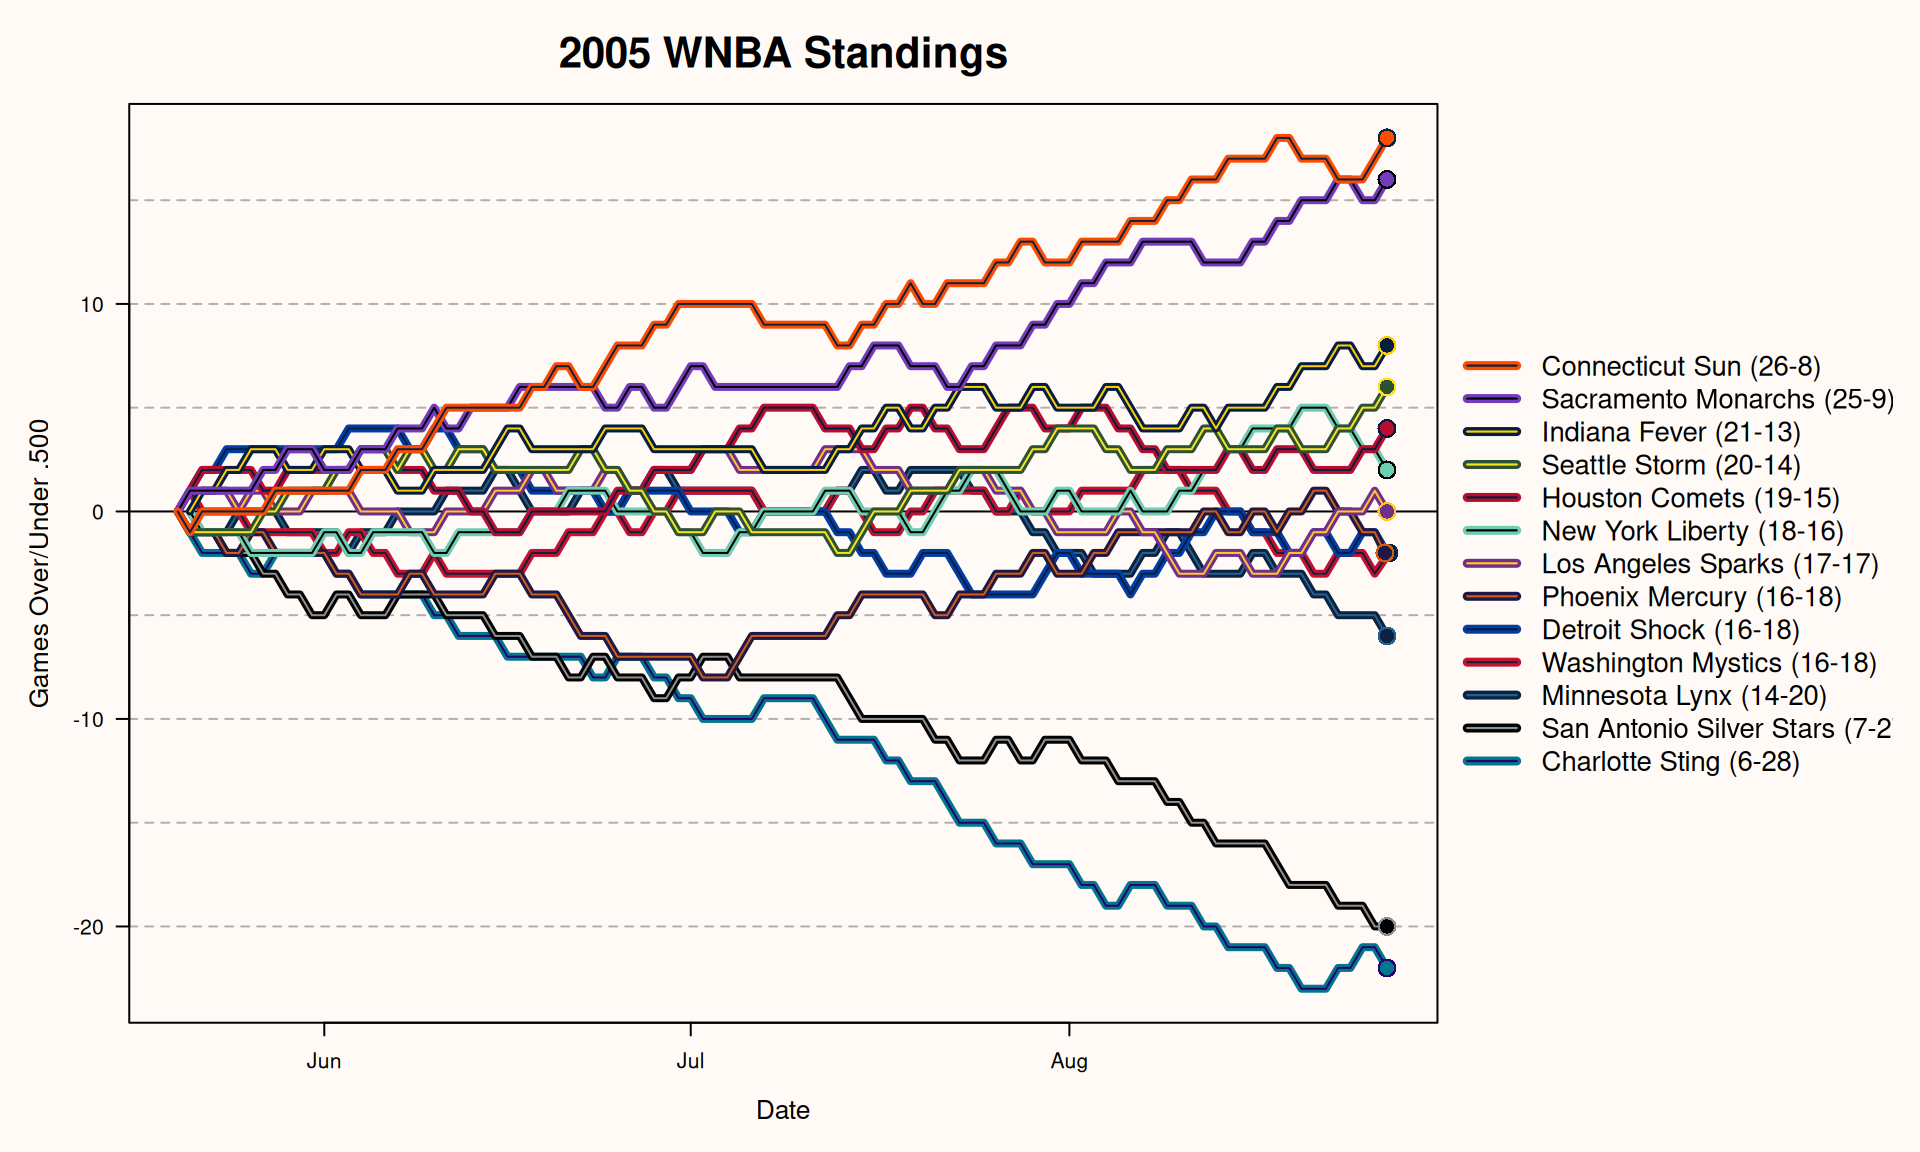 2005 WNBA Standings
Games Over/Under .500
10
0
-10
-20
Jun
Jul
Aug
Date
Connecticut Sun (26-8)
Sacramento Monarchs (25-9)
Indiana Fever (21-13)
Seattle Storm (20-14)
Houston Comets (19-15)
New York Liberty (18-16)
Los Angeles Sparks (17-17)
Phoenix Mercury (16-18)
Detroit Shock (16-18)
Washington Mystics (16-18)
Minnesota Lynx (14-20)
San Antonio Silver Stars (7-2
Charlotte Sting (6-28)